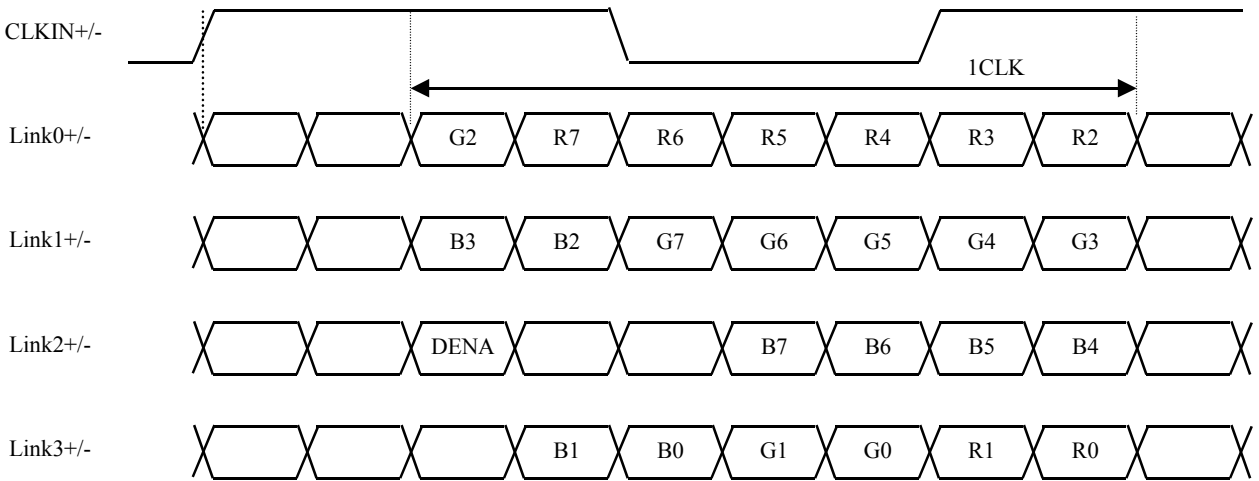 CLKIN+/-
1CLK
Link0+/- G2 R7 R6 R5 R4 R3 R2
Link1+/- B3 B2 G7 G6 G5 G4 G3
Link2+/- DENA B7 B6 B5 B4
Link3+/- B1 B0 G1 G0 R1 R0